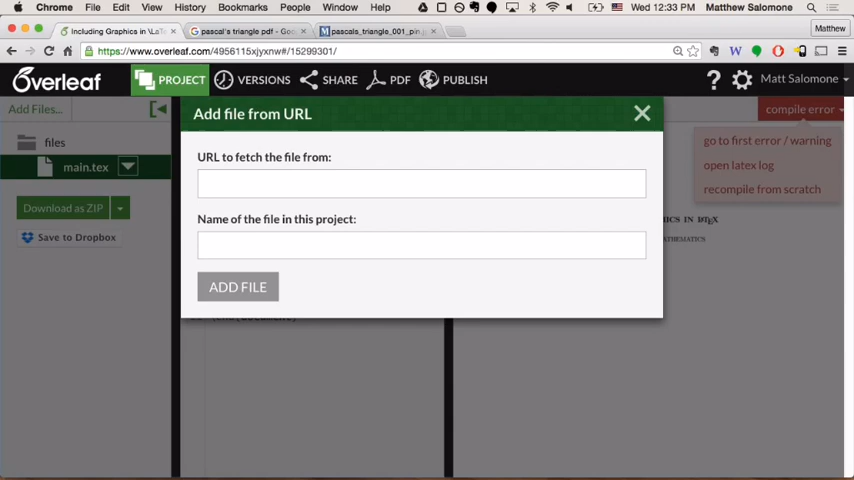 Chrome File Edit View History Bookmarks People Window Help Wed 12:33 PM Matthew Salomone
Including Graphics in \LaTe × pascal's triangle pdf - Goo × pascals_triangle_001_pin.j × Matthew
https://www.overleaf.com/4956115xjyxnw#/15299301/
Overleaf PROJECT VERSIONS SHARE PDF PUBLISH ? Matt Salomone
Add Files... Add file from URL compile error
files go to first error / warning
URL to fetch the file from:
main.tex open latex log
recompile from scratch
Download as ZIP
Name of the file in this project:
Save to Dropbox
ADD FILE